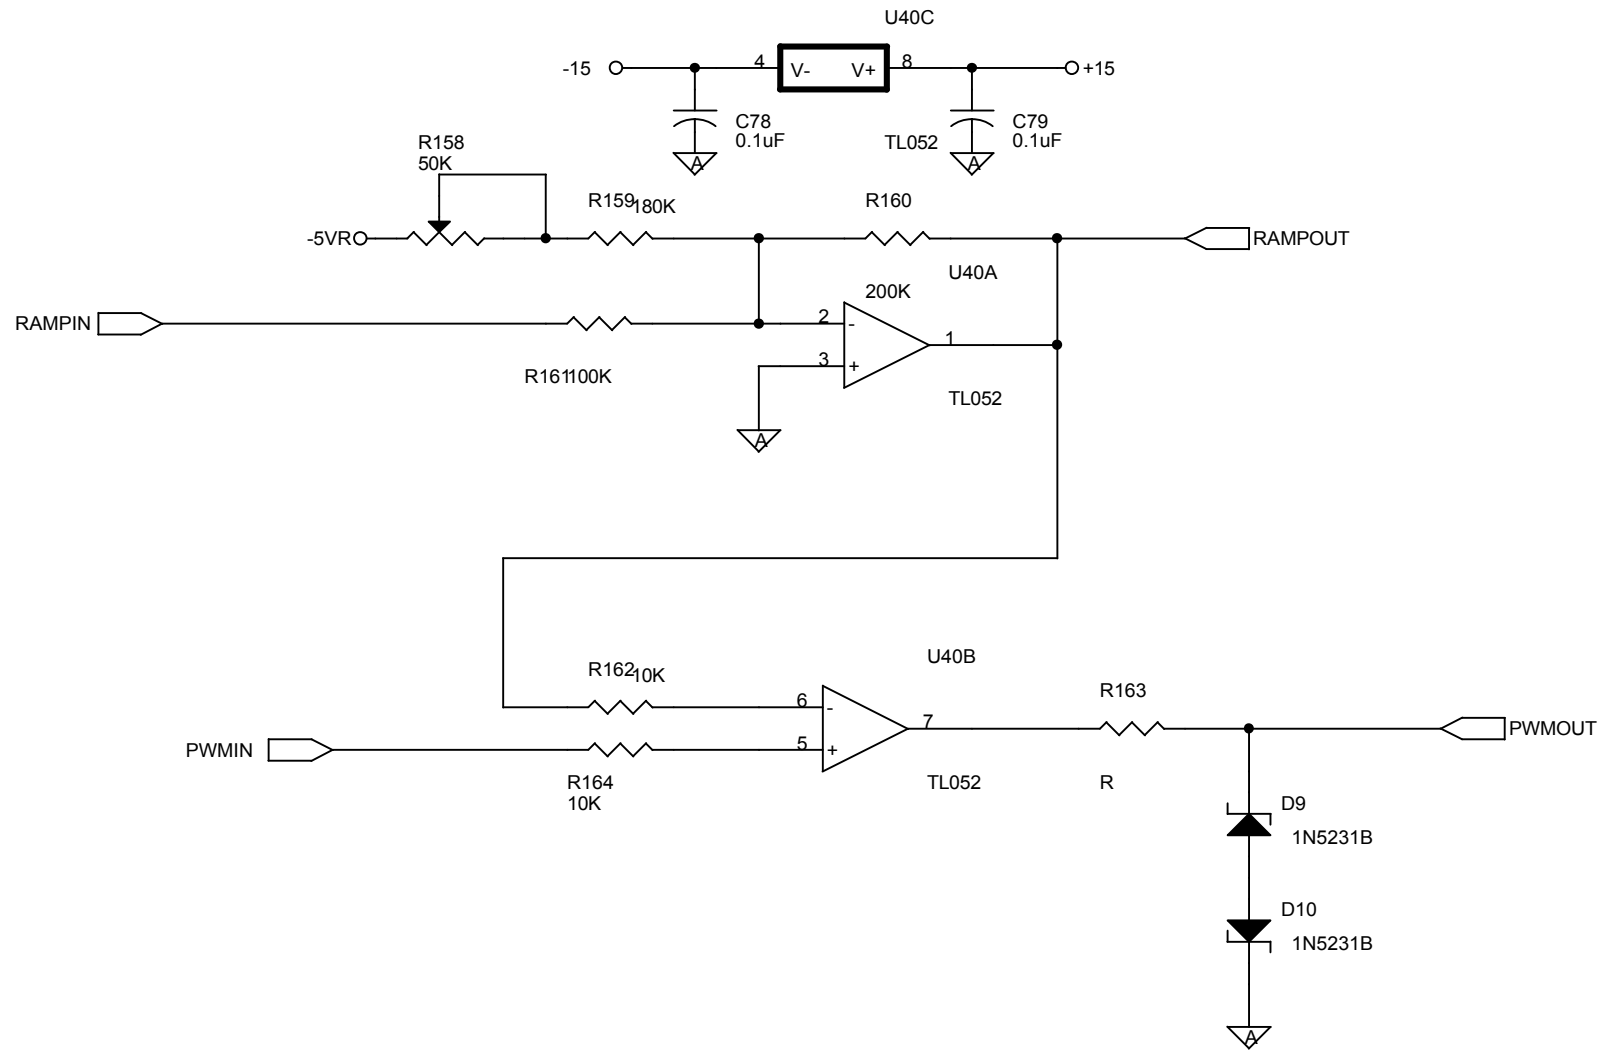 U40C
-15
4
V-
V+
8
+15
C78
0.1uF
TL052
C79
0.1uF
A
A
R158
50K
R159
180K
R160
-5VR
RAMPOUT
U40A
200K
RAMPIN
2
-
1
3
+
R161
100K
TL052
A
U40B
R162
10K
R163
6
-
7
PWMOUT
PWMIN
5
+
R164
10K
TL052
R
D9
1N5231B
D10
1N5231B
A